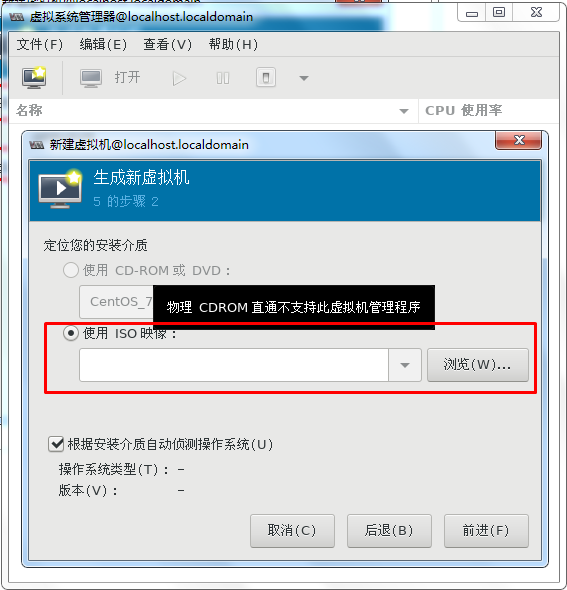 虚拟系统管理器@localhost.localdomain
文件(F) 编辑(E) 查看(V) 帮助(H)
打开
名称 CPU 使用率
新建虚拟机@localhost.localdomain
生成新虚拟机
5 的步骤 2
定位您的安装介质
使用 CD-ROM 或 DVD：
CentOS_7
物理 CDROM 直通不支持此虚拟机管理程序
使用 ISO 映像：
浏览(W)...
根据安装介质自动侦测操作系统(U)
操作系统类型(T)： –
版本(V)： –
取消(C) 后退(B) 前进(F)